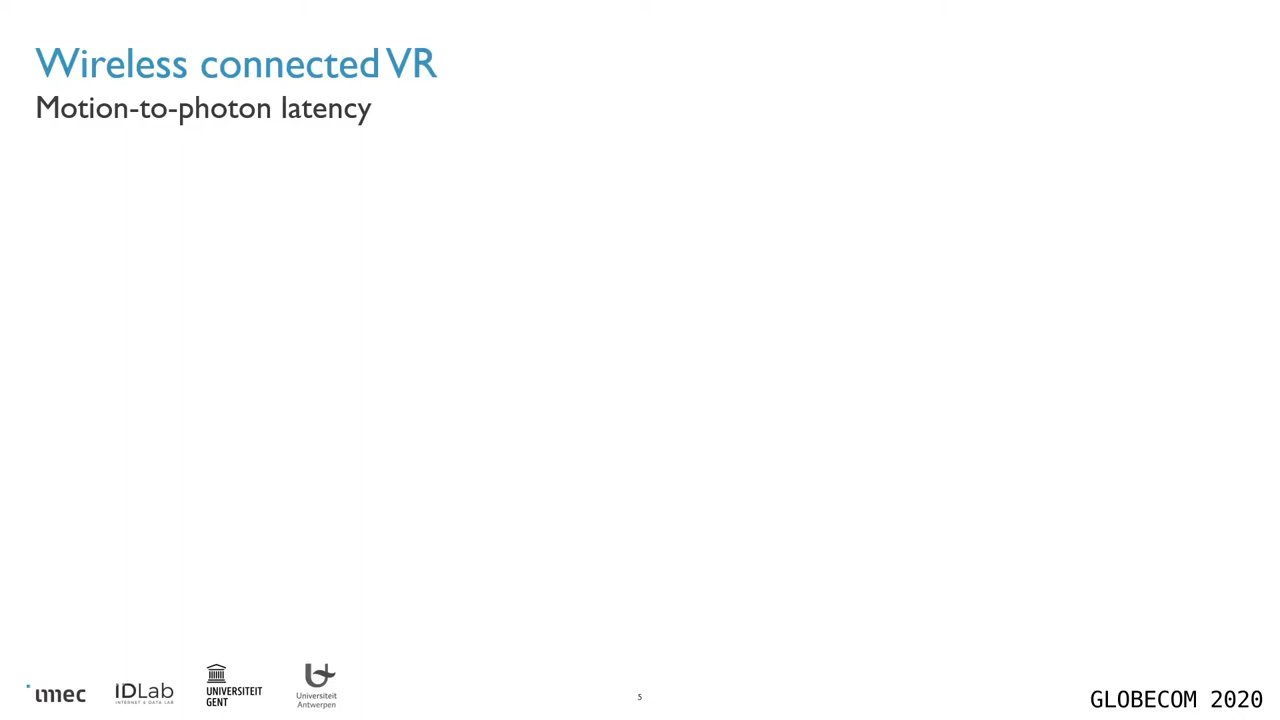 Wireless connected VR
Motion-to-photon latency
imec
IDLab
INTERNET & DATA LAB
UNIVERSITEIT
GENT
Universiteit
Antwerpen
5
GLOBECOM 2020